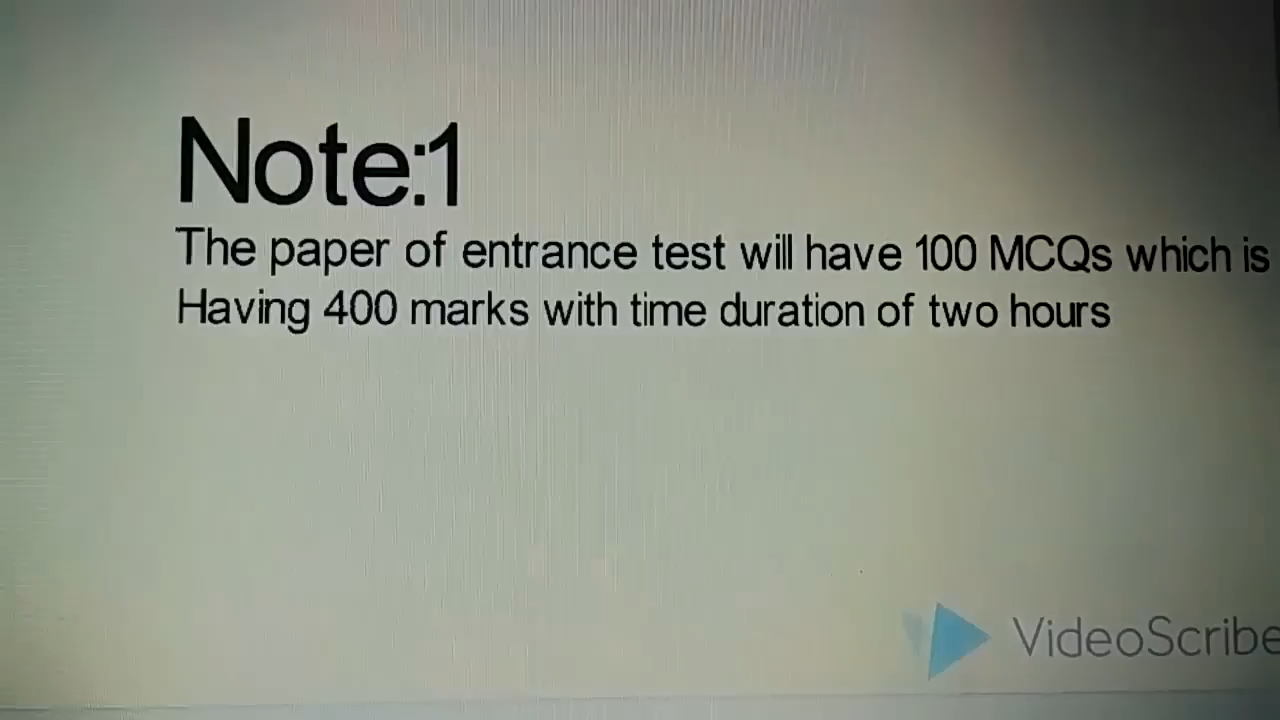 Note:1
The paper of entrance test will have 100 MCQs which is
Having 400 marks with time duration of two hours
VideoScribe